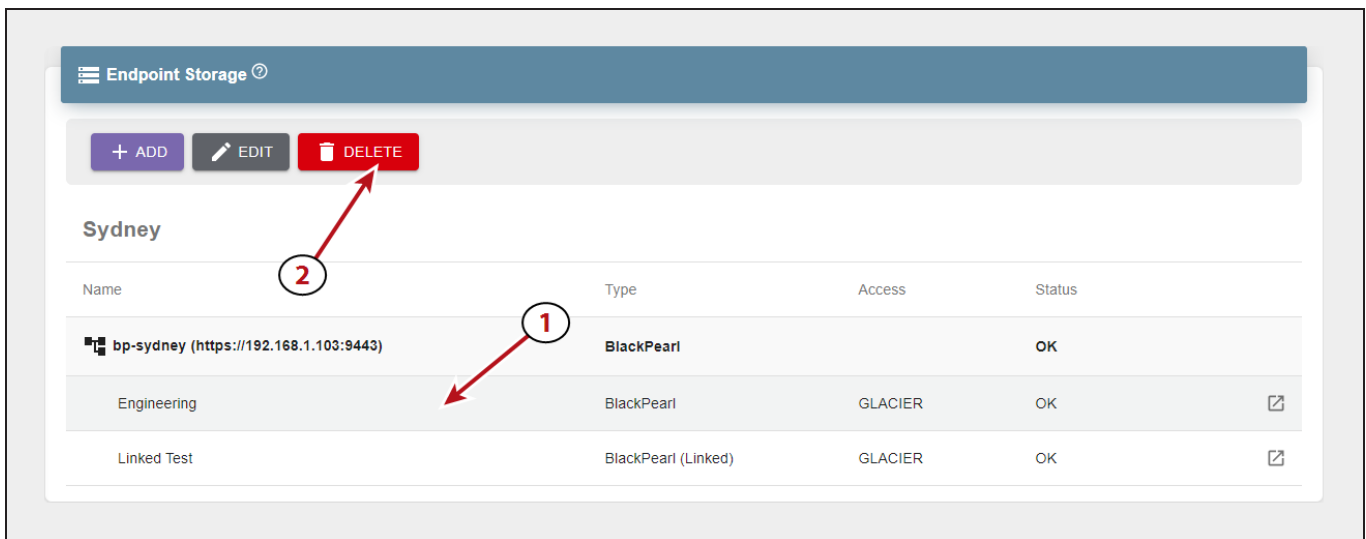 Endpoint Storage ?
+ ADD EDIT DELETE
Sydney
2
Name Type Access Status
1
bp-sydney (https://192.168.1.103:9443) BlackPearl OK
Engineering BlackPearl GLACIER OK
Linked Test BlackPearl (Linked) GLACIER OK